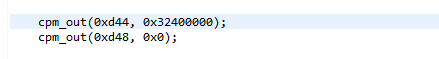 cpm_out(0xd44, 0x32400000);
cpm_out(0xd48, 0x0);